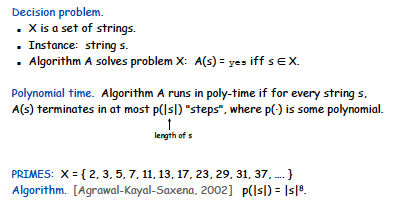 Decision problem.
▪ X is a set of strings.
▪ Instance: string s.
▪ Algorithm A solves problem X: A(s) = yes iff s ∈ X.
Polynomial time. Algorithm A runs in poly-time if for every string s,
A(s) terminates in at most p(|s|) "steps", where p(·) is some polynomial.
length of s
PRIMES: X = { 2, 3, 5, 7, 11, 13, 17, 23, 29, 31, 37, .... }
Algorithm. [Agrawal-Kayal-Saxena, 2002] p(|s|) = |s|⁸.